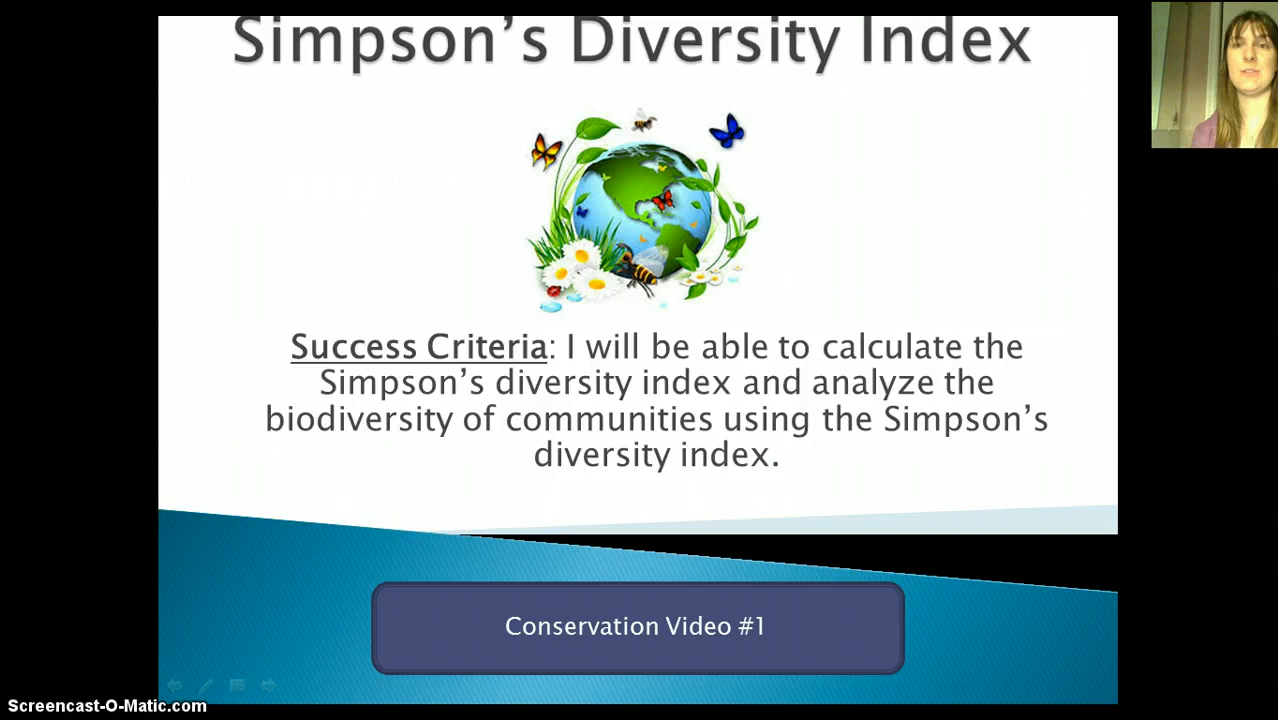 Simpson’s Diversity Index
Success Criteria: I will be able to calculate the
Simpson’s diversity index and analyze the
biodiversity of communities using the Simpson’s
diversity index.
Conservation Video #1
Screencast-O-Matic.com